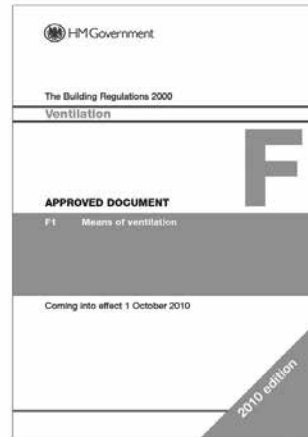 HM Government
The Building Regulations 2000
Ventilation
F
APPROVED DOCUMENT
F1 Means of ventilation
Coming into effect 1 October 2010
2010 edition